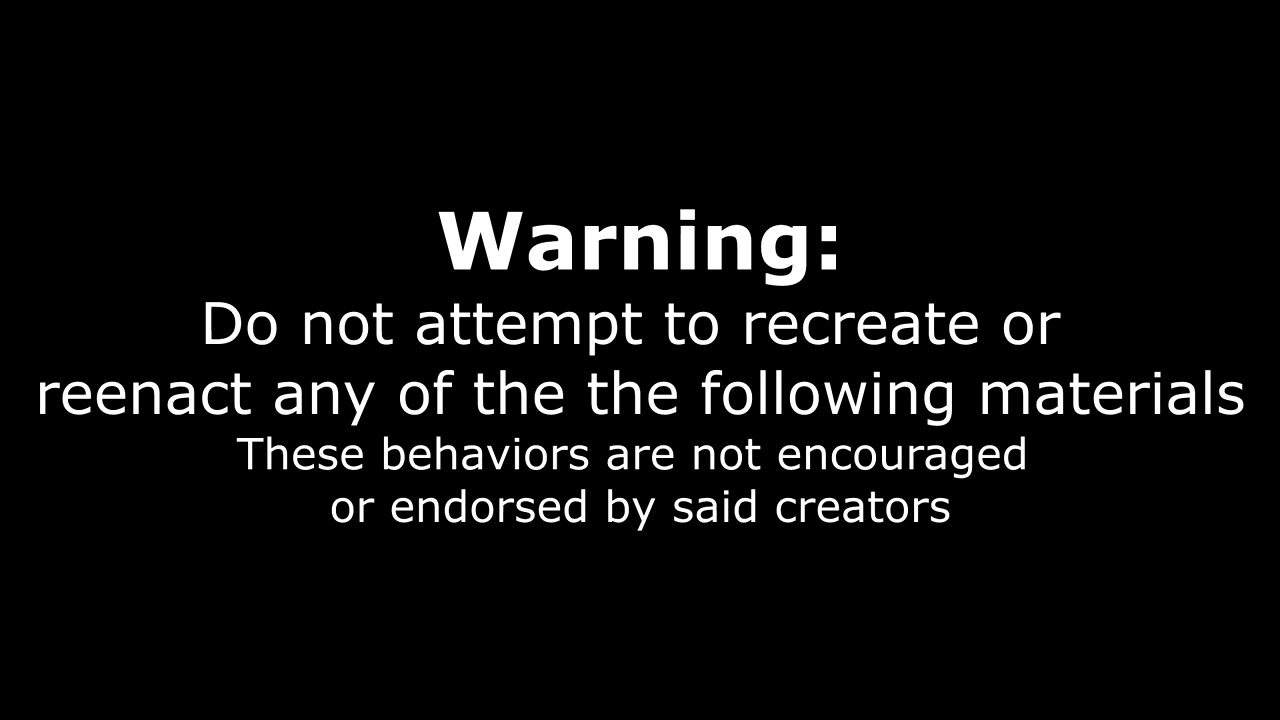 Warning:
Do not attempt to recreate or
reenact any of the the following materials
These behaviors are not encouraged
or endorsed by said creators